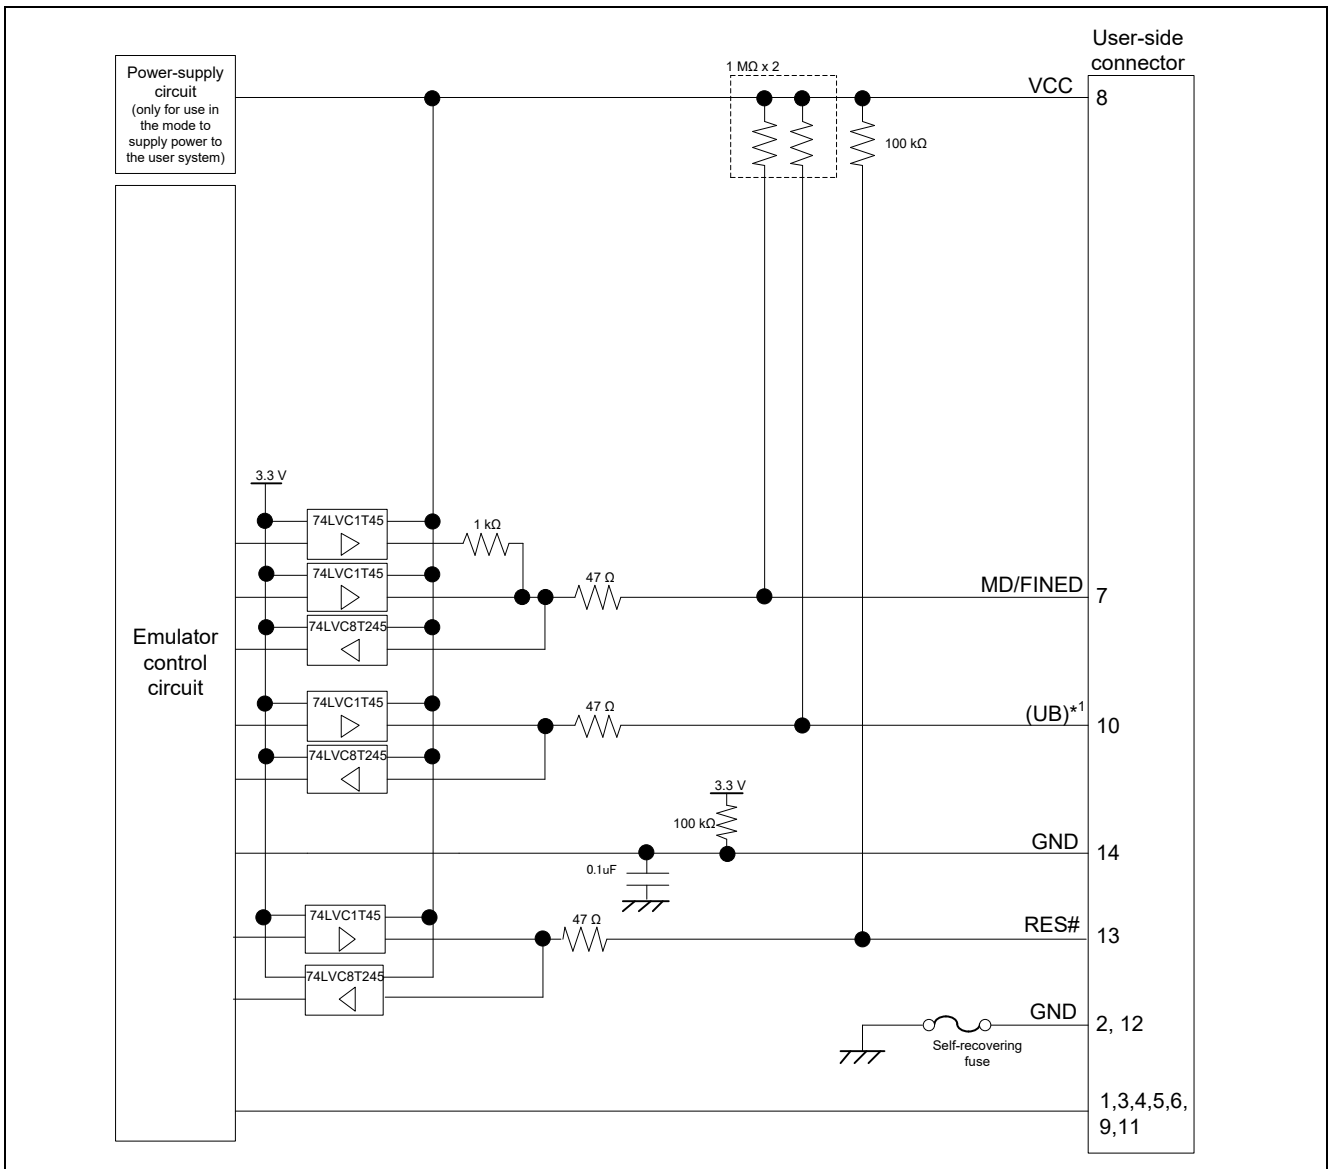 User-side
connector
Power-supply
circuit
(only for use in
the mode to
supply power to
the user system)
1 MΩ x 2
VCC
8
100 kΩ
3.3 V
74LVC1T45
1 kΩ
74LVC1T45
47 Ω
MD/FINED
7
74LVC8T245
Emulator
control
circuit
74LVC1T45
47 Ω
(UB)*1
10
74LVC8T245
3.3 V
100 kΩ
GND
14
0.1uF
74LVC1T45
47 Ω
RES#
13
74LVC8T245
GND
2, 12
Self-recovering
fuse
1,3,4,5,6,
9,11